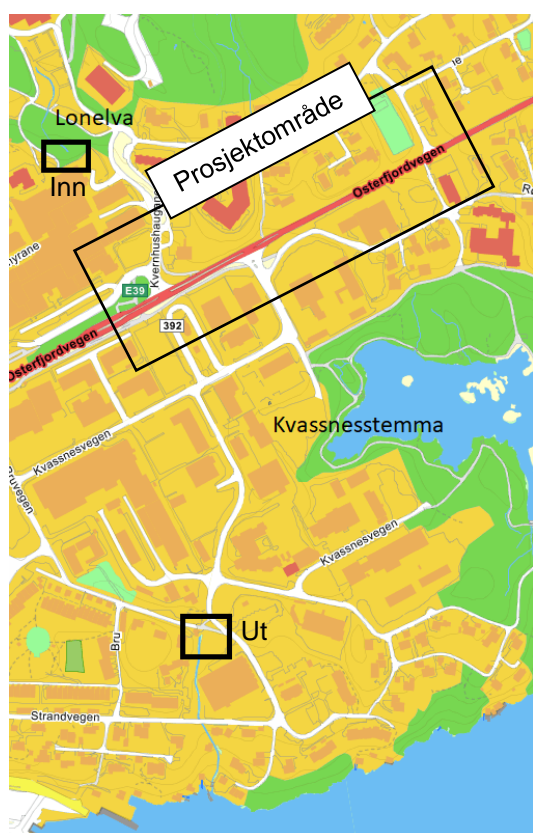 Lonelva
Inn
Prosjektområde
Osterfjordvegen
Kvernhushaugen
E39
392
Osterfjordvegen
Kvassnesvegen
Kvassnesstemma
Kvassnesvegen
Ut
Bru
Strandvegen